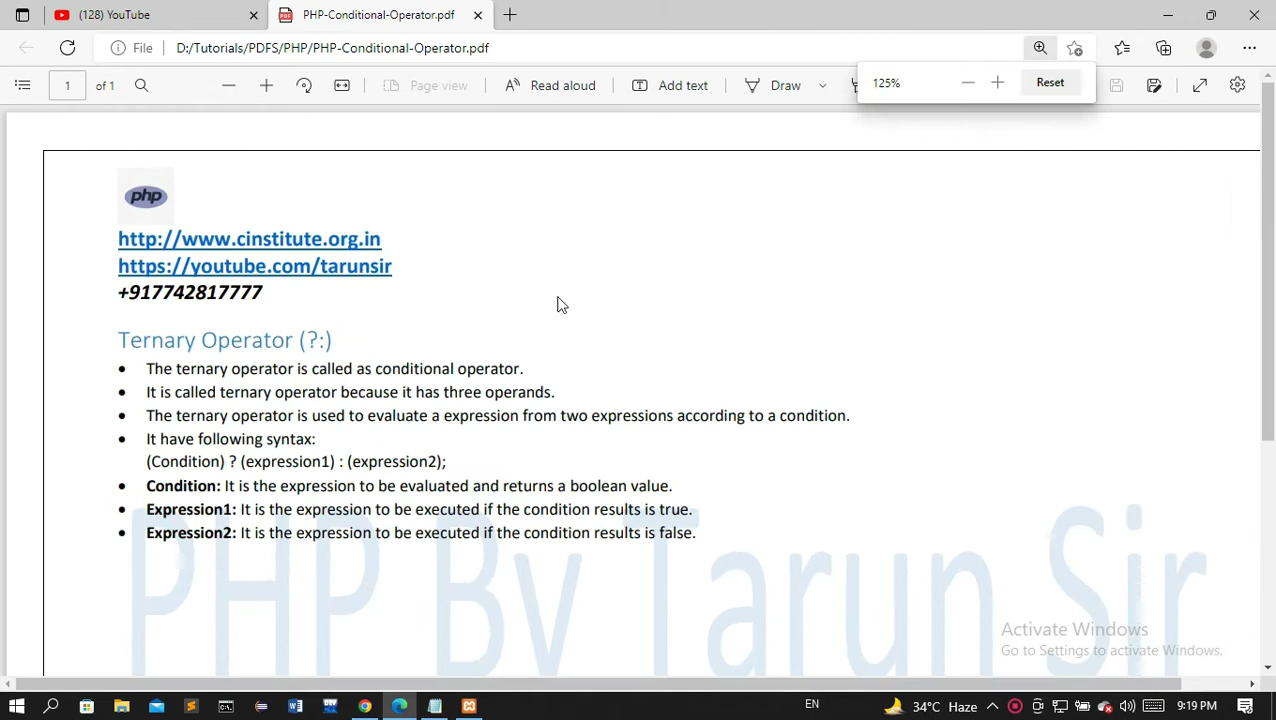 (128) YouTube
PHP-Conditional-Operator.pdf
File D:/Tutorials/PDFS/PHP/PHP-Conditional-Operator.pdf
1 of 1 Page view Read aloud Add text Draw
125% Reset
php
http://www.cinstitute.org.in
https://youtube.com/tarunsir
+917742817777
Ternary Operator (?:)
• The ternary operator is called as conditional operator.
• It is called ternary operator because it has three operands.
• The ternary operator is used to evaluate a expression from two expressions according to a condition.
• It have following syntax:
(Condition) ? (expression1) : (expression2);
• Condition: It is the expression to be evaluated and returns a boolean value.
• Expression1: It is the expression to be executed if the condition results is true.
• Expression2: It is the expression to be executed if the condition results is false.
PHP By Tarun Sir
Activate Windows
Go to Settings to activate Windows.
EN 34°C Haze 9:19 PM